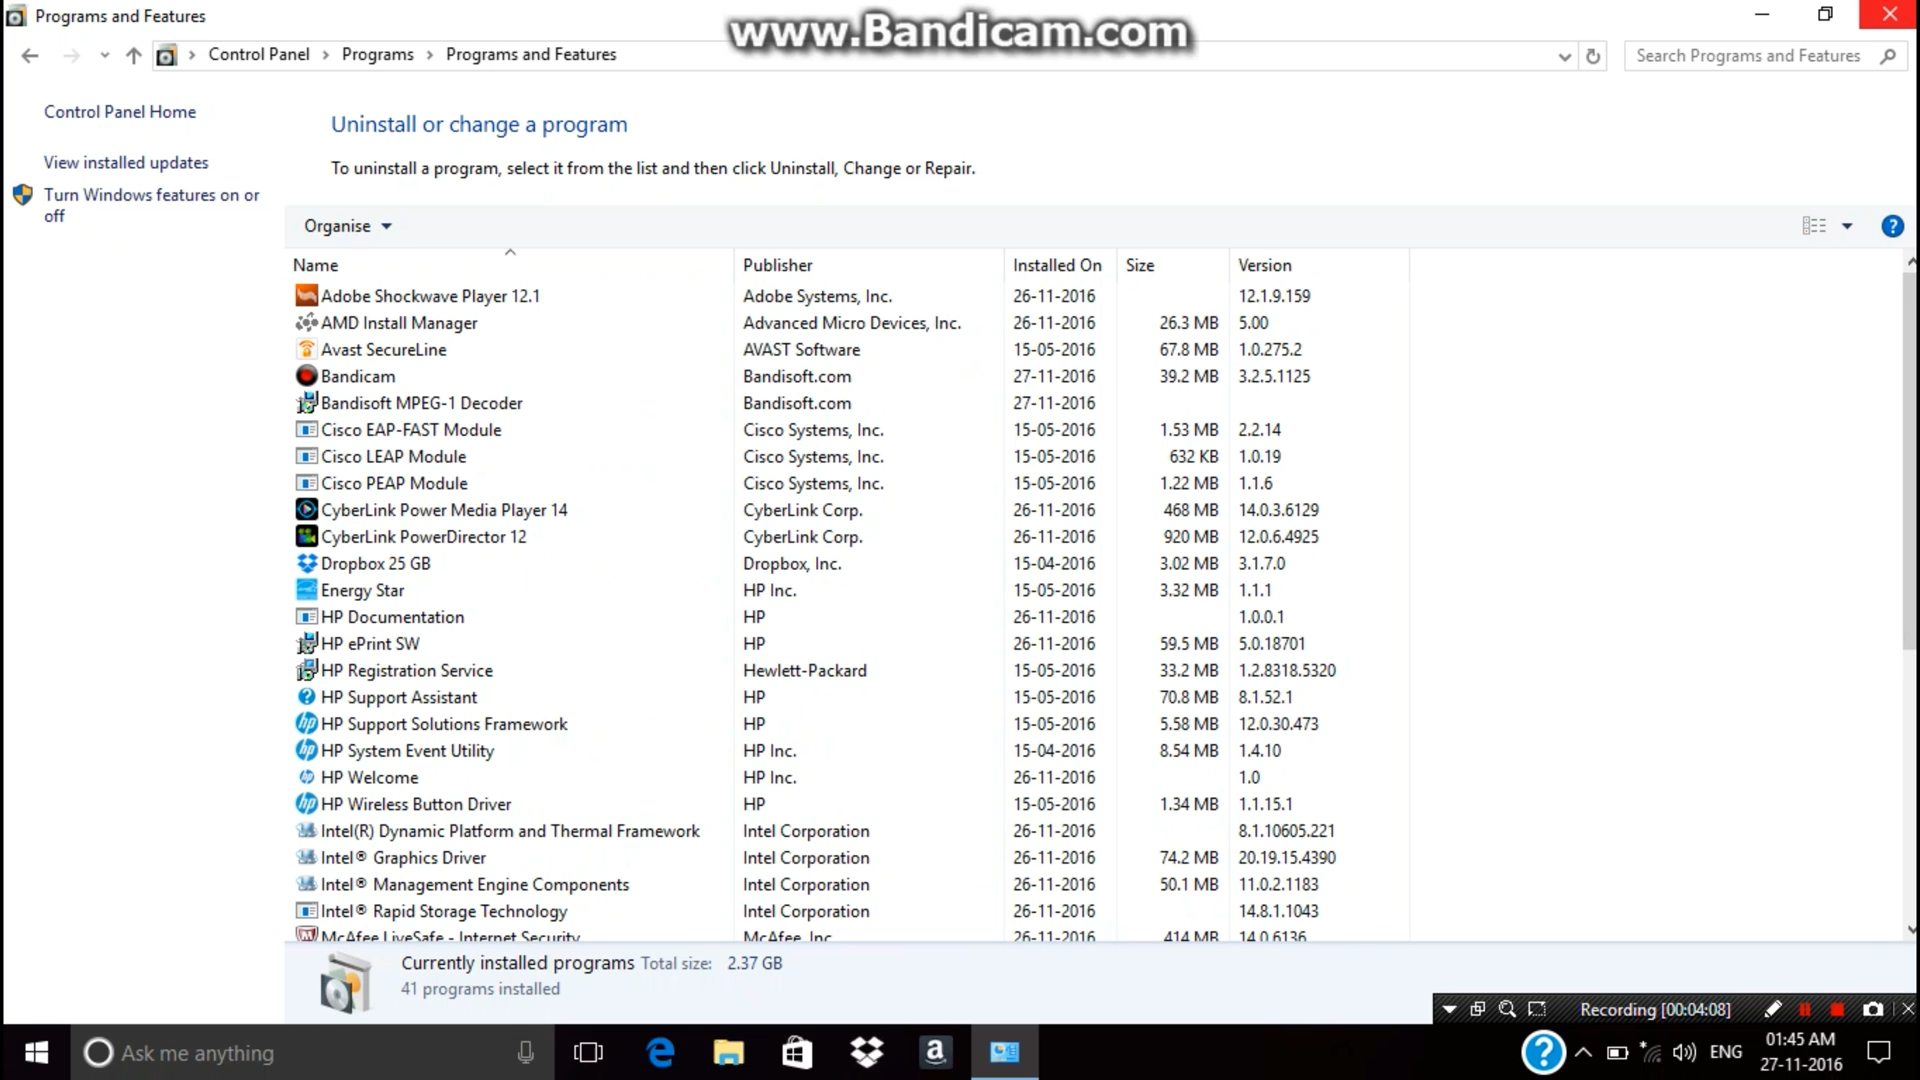 Programs and Features
www.Bandicam.com
Control Panel > Programs > Programs and Features
Search Programs and Features
Control Panel Home
View installed updates
Turn Windows features on or
off
Uninstall or change a program
To uninstall a program, select it from the list and then click Uninstall, Change or Repair.
Organise
Name Publisher Installed On Size Version
Adobe Shockwave Player 12.1 Adobe Systems, Inc. 26-11-2016 12.1.9.159
AMD Install Manager Advanced Micro Devices, Inc. 26-11-2016 26.3 MB 5.00
Avast SecureLine AVAST Software 15-05-2016 67.8 MB 1.0.275.2
Bandicam Bandisoft.com 27-11-2016 39.2 MB 3.2.5.1125
Bandisoft MPEG-1 Decoder Bandisoft.com 27-11-2016
Cisco EAP-FAST Module Cisco Systems, Inc. 15-05-2016 1.53 MB 2.2.14
Cisco LEAP Module Cisco Systems, Inc. 15-05-2016 632 KB 1.0.19
Cisco PEAP Module Cisco Systems, Inc. 15-05-2016 1.22 MB 1.1.6
CyberLink Power Media Player 14 CyberLink Corp. 26-11-2016 468 MB 14.0.3.6129
CyberLink PowerDirector 12 CyberLink Corp. 26-11-2016 920 MB 12.0.6.4925
Dropbox 25 GB Dropbox, Inc. 15-04-2016 3.02 MB 3.1.7.0
Energy Star HP Inc. 15-05-2016 3.32 MB 1.1.1
HP Documentation HP 26-11-2016 1.0.0.1
HP ePrint SW HP 26-11-2016 59.5 MB 5.0.18701
HP Registration Service Hewlett-Packard 15-05-2016 33.2 MB 1.2.8318.5320
HP Support Assistant HP 15-05-2016 70.8 MB 8.1.52.1
HP Support Solutions Framework HP 15-05-2016 5.58 MB 12.0.30.473
HP System Event Utility HP Inc. 15-04-2016 8.54 MB 1.4.10
HP Welcome HP Inc. 26-11-2016 1.0
HP Wireless Button Driver HP 15-05-2016 1.34 MB 1.1.15.1
Intel(R) Dynamic Platform and Thermal Framework Intel Corporation 26-11-2016 8.1.10605.221
Intel® Graphics Driver Intel Corporation 26-11-2016 74.2 MB 20.19.15.4390
Intel® Management Engine Components Intel Corporation 26-11-2016 50.1 MB 11.0.2.1183
Intel® Rapid Storage Technology Intel Corporation 26-11-2016 14.8.1.1043
McAfee LiveSafe - Internet Security McAfee, Inc. 26-11-2016 414 MB 14.0.6136
Currently installed programs Total size: 2.37 GB
41 programs installed
Recording [00:04:08]
Ask me anything
ENG
01:45 AM
27-11-2016